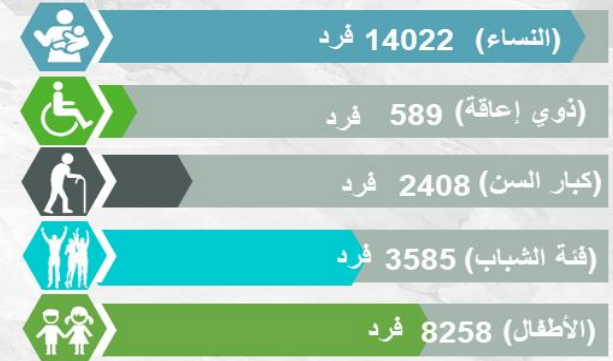 (النساء) 14022 فرد
(ذوي إعاقة) 589 فرد
(كبار السن) 2408 فرد
(فئة الشباب) 3585 فرد
(الأطفال) 8258 فرد